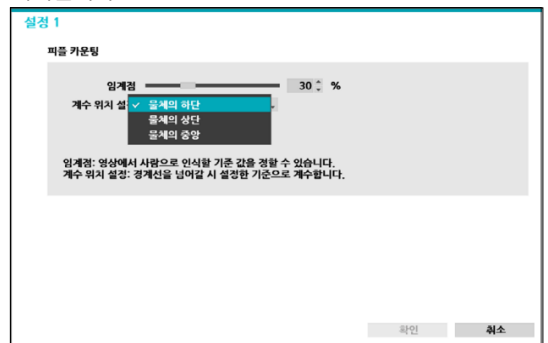 설정 1
피플 카운팅
임계점 30 %
계수 위치 설 ✓ 물체의 하단
물체의 상단
물체의 중앙
임계점: 영상에서 사람으로 인식할 기준 값을 정할 수 있습니다.
계수 위치 설정: 경계선을 넘어갈 시 설정한 기준으로 계수합니다.
확인 취소